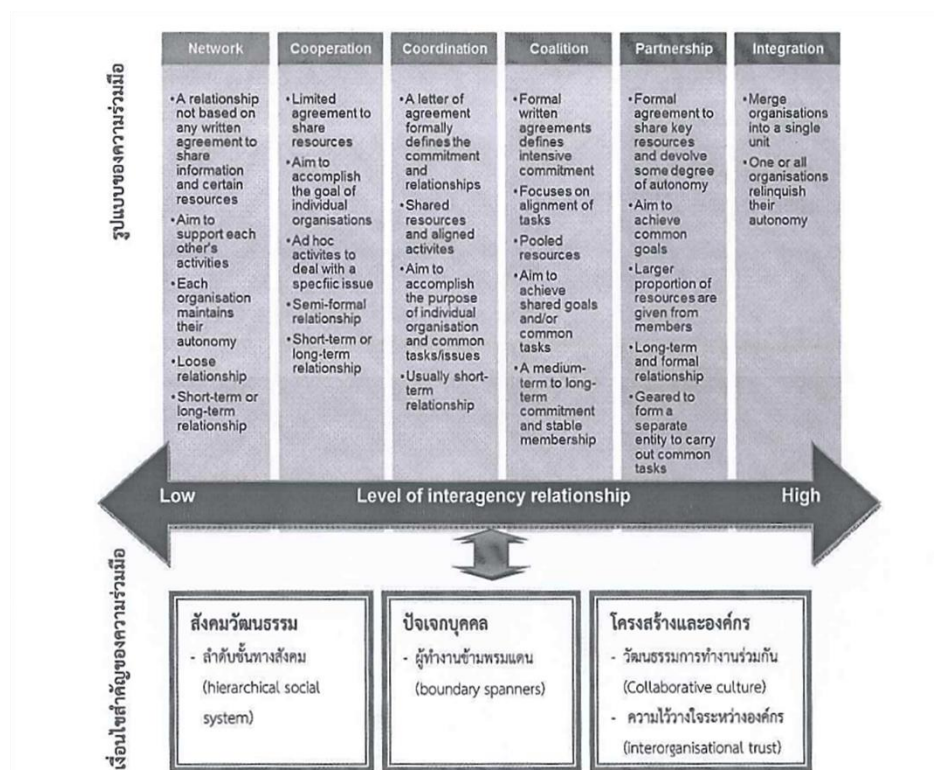 รูปแบบของความร่วมมือ
Network
•A relationship
not based on
any written
agreement to
share
information
and certain
resources
•Aim to
support each
other's
activities
•Each
organisation
maintains
their
autonomy
•Loose
relationship
•Short-term or
long-term
relationship
Cooperation
•Limited
agreement to
share
resources
•Aim to
accomplish
the goal of
individual
organisations
•Ad hoc
activites to
deal with a
specfiic issue
•Semi-formal
relationship
•Short-term or
long-term
relationship
Coordination
•A letter of
agreement
formally
defines the
commitment
and
relationships
•Shared
resources
and aligned
activites
•Aim to
accomplish
the purpose
of individual
organisation
and common
tasks/issues
•Usually short-
term
relationship
Coalition
•Formal
written
agreements
defines
intensive
commitment
•Focuses on
alignment of
tasks
•Pooled
resources
•Aim to
achieve
shared goals
and/or
common
tasks
•A medium-
term to long-
term
commitment
and stable
membership
Partnership
•Formal
agreement to
share key
resources
and devolve
some degree
of autonomy
•Aim to
achieve
common
goals
•Larger
proportion of
resources are
given from
members
•Long-term
and formal
relationship
•Geared to
form a
separate
entity to carry
out common
tasks
Integration
•Merge
organisations
into a single
unit
•One or all
organisations
relinquish
their
autonomy
Low Level of interagency relationship High
เงื่อนไขสำคัญของความร่วมมือ
สังคมวัฒนธรรม
- ลำดับชั้นทางสังคม
(hierarchical social
system)
ปัจเจกบุคคล
- ผู้ทำงานข้ามพรมแดน
(boundary spanners)
โครงสร้างและองค์กร
- วัฒนธรรมการทำงานร่วมกัน
(Collaborative culture)
- ความไว้วางใจระหว่างองค์กร
(interorganisational trust)